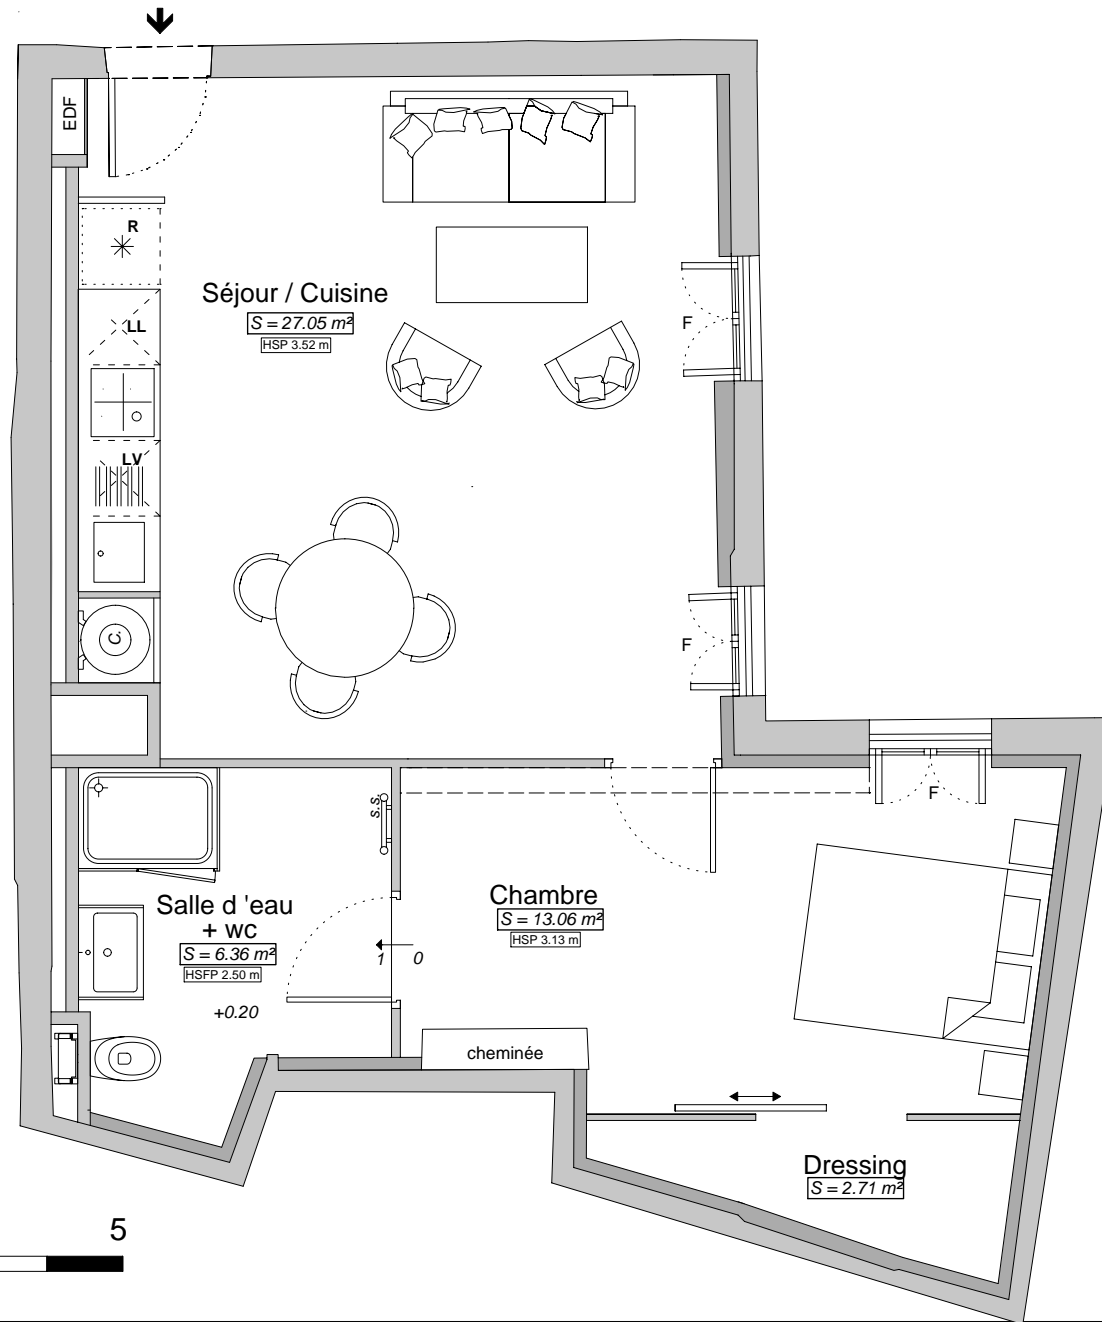 EDF
R
Séjour / Cuisine
S = 27.05 m²
HSP 3.52 m
LL
F
LV
C.
F
F
s.s.
Salle d 'eau
+ wc
S = 6.36 m²
HSFP 2.50 m
+0.20
1 0
Chambre
S = 13.06 m²
HSP 3.13 m
cheminée
Dressing
S = 2.71 m²
5